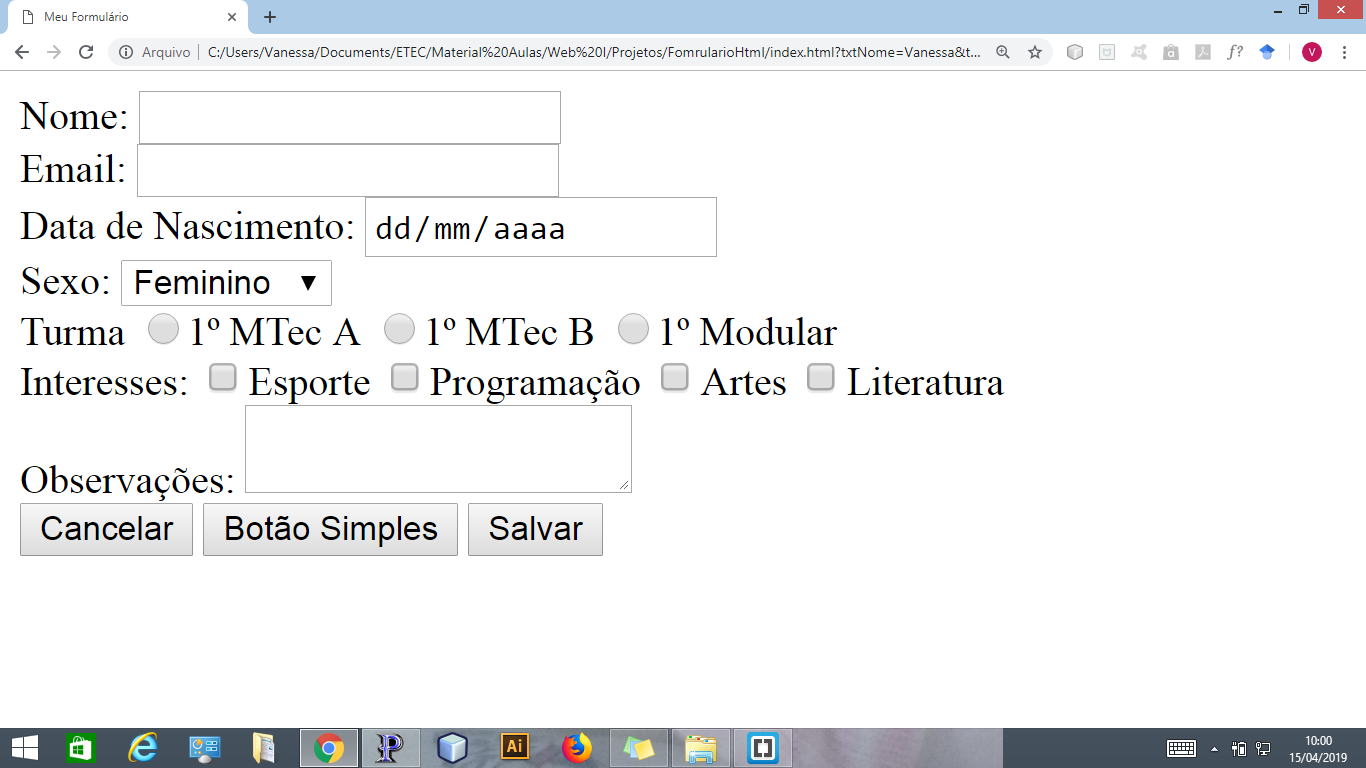 Meu Formulário
Arquivo C:/Users/Vanessa/Documents/ETEC/Material%20Aulas/Web%20I/Projetos/FomrularioHtml/index.html?txtNome=Vanessa&t... f? V
Nome:
Email:
Data de Nascimento: dd/mm/aaaa
Sexo: Feminino
Turma 1º MTec A 1º MTec B 1º Modular
Interesses: Esporte Programação Artes Literatura
Observações:
Cancelar Botão Simples Salvar
Ai
10:00
15/04/2019